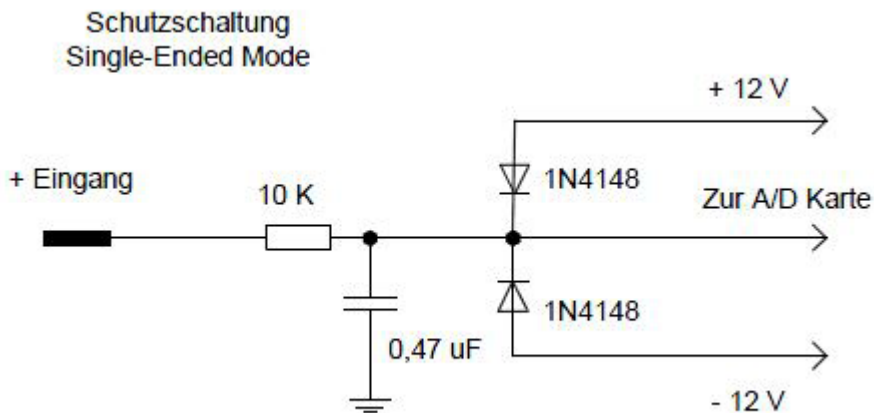 Schutzschaltung
Single-Ended Mode
+ 12 V
+ Eingang
10 K
1N4148
Zur A/D Karte
1N4148
0,47 uF
- 12 V